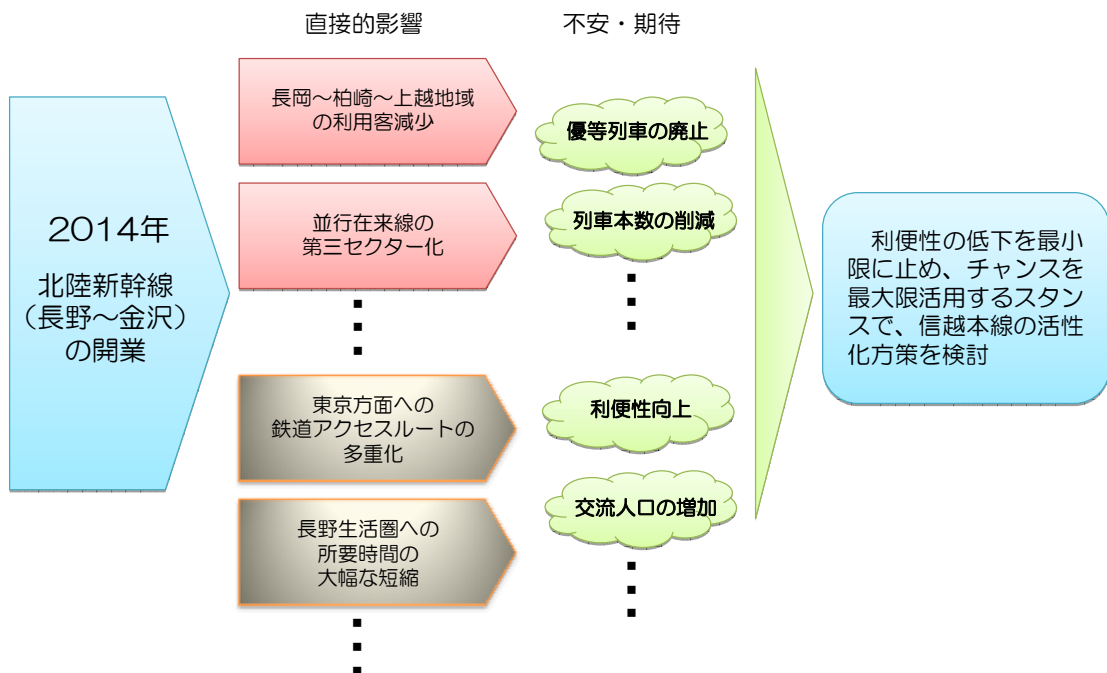 直接的影響
不安・期待
2014年
北陸新幹線
（長野～金沢）
の開業
長岡～柏崎～上越地域
の利用客減少
優等列車の廃止
並行在来線の
第三セクター化
列車本数の削減
東京方面への
鉄道アクセスルートの
多重化
利便性向上
長野生活圏への
所要時間の
大幅な短縮
交流人口の増加
利便性の低下を最小
限に止め、チャンスを
最大限活用するスタン
スで、信越本線の活性
化方策を検討